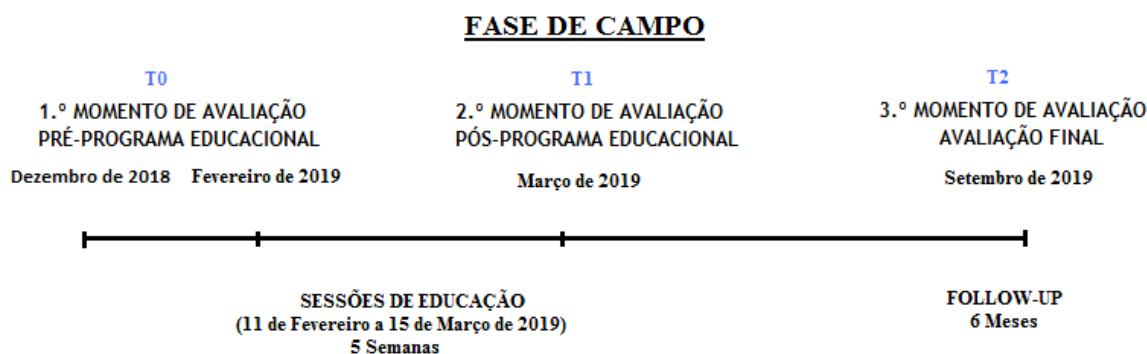 FASE DE CAMPO
T0
1.º MOMENTO DE AVALIAÇÃO
PRÉ-PROGRAMA EDUCACIONAL
Dezembro de 2018 Fevereiro de 2019
T1
2.º MOMENTO DE AVALIAÇÃO
PÓS-PROGRAMA EDUCACIONAL
Março de 2019
T2
3.º MOMENTO DE AVALIAÇÃO
AVALIAÇÃO FINAL
Setembro de 2019
SESSÕES DE EDUCAÇÃO
(11 de Fevereiro a 15 de Março de 2019)
5 Semanas
FOLLOW-UP
6 Meses